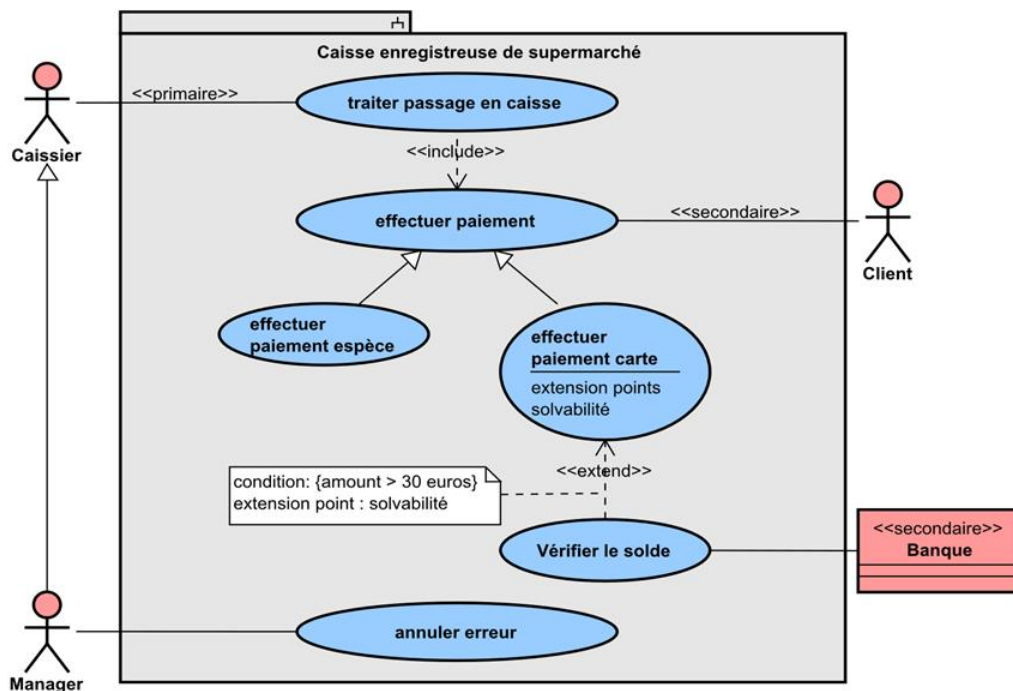 Caisse enregistreuse de supermarché
<<primaire>>
traiter passage en caisse
Caissier
<<include>>
effectuer paiement
<<secondaire>>
Client
effectuer
paiement espèce
effectuer
paiement carte
extension points
solvabilité
<<extend>>
condition: {amount > 30 euros}
extension point : solvabilité
Vérifier le solde
<<secondaire>>
Banque
annuler erreur
Manager